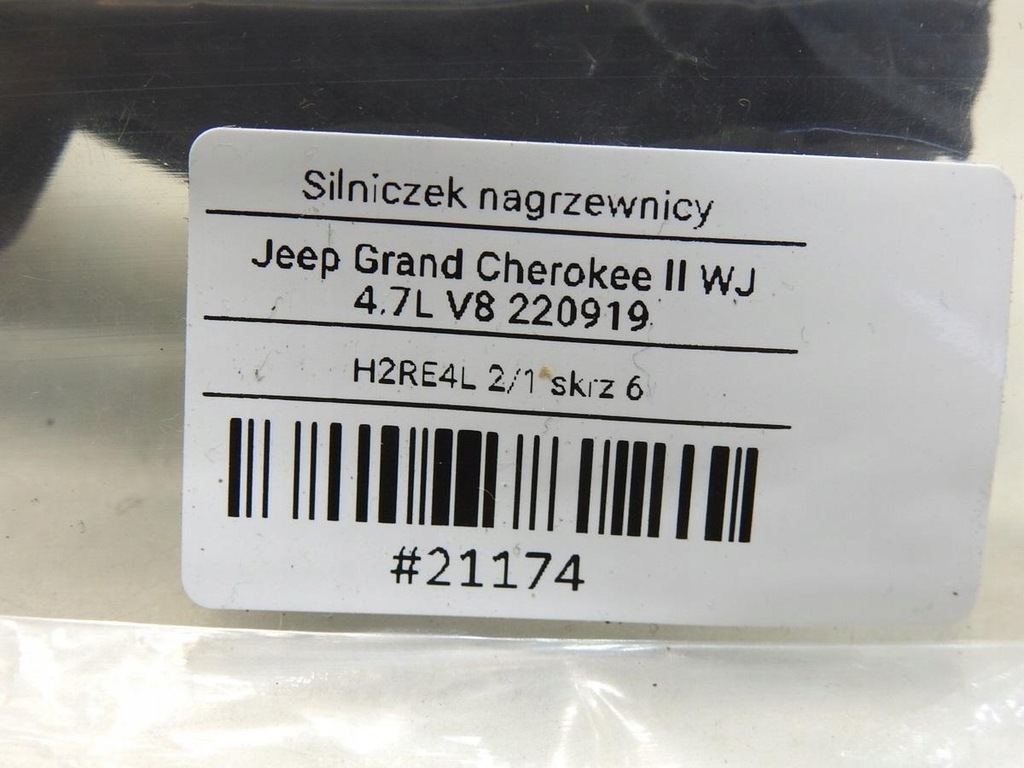 Silniczek nagrzewnicy
Jeep Grand Cherokee II WJ
4.7L V8 220919
H2RE4L 2/1 skrz 6
#21174